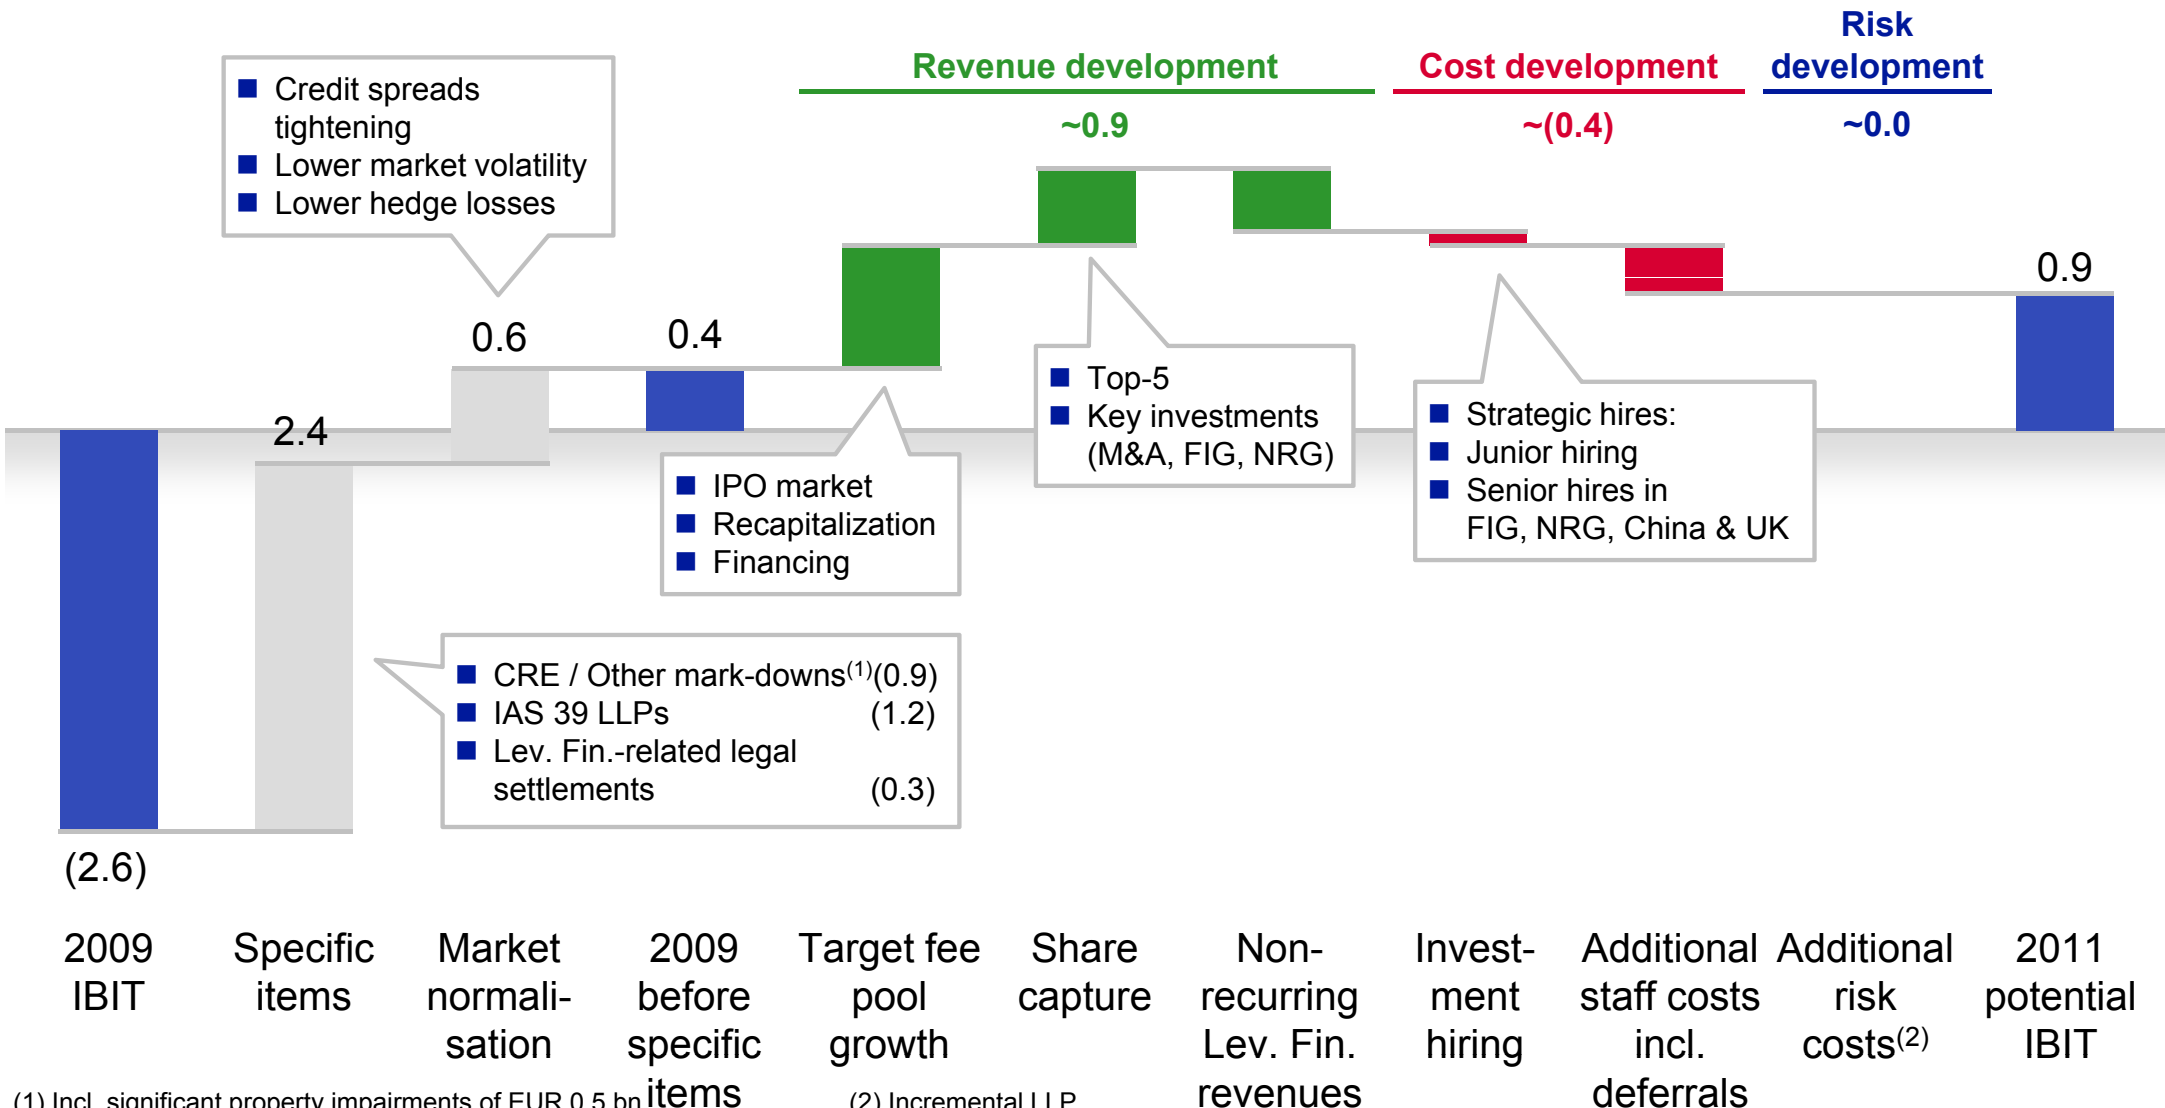 Revenue development
~0.9
Cost development
~(0.4)
Risk
development
~0.0
Credit spreads
tightening
Lower market volatility
Lower hedge losses
(2.6)
2.4
0.6
0.4
0.9
IPO market
Recapitalization
Financing
Top-5
Key investments
(M&A, FIG, NRG)
Strategic hires:
Junior hiring
Senior hires in
FIG, NRG, China & UK
CRE / Other mark-downs(1)(0.9)
IAS 39 LLPs (1.2)
Lev. Fin.-related legal
settlements (0.3)
2009
IBIT
Specific
items
Market
normali-
sation
2009
before
specific
items
Target fee
pool
growth
Share
capture
Non-
recurring
Lev. Fin.
revenues
Invest-
ment
hiring
Additional
staff costs
incl.
deferrals
Additional
risk
costs(2)
2011
potential
IBIT
(1) Incl. significant property impairments of EUR 0.5 bn
(2) Incremental LLP